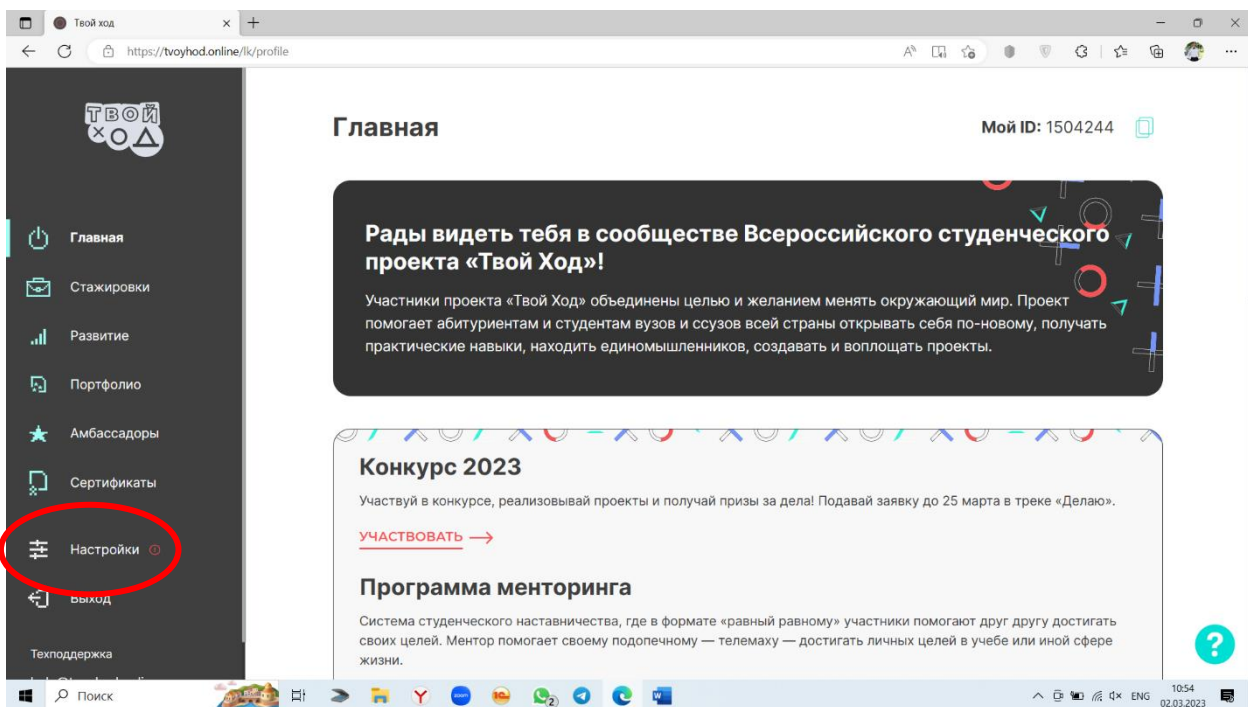 Твой ход
https://tvoyhod.online/lk/profile
ТВОЙ
ХОД
Главная
Стажировки
Развитие
Портфолио
Амбассадоры
Сертификаты
Настройки
Выход
Техподдержка
Главная
Мой ID: 1504244
Рады видеть тебя в сообществе Всероссийского студенческого
проекта «Твой Ход»!
Участники проекта «Твой Ход» объединены целью и желанием менять окружающий мир. Проект
помогает абитуриентам и студентам вузов и ссузов всей страны открывать себя по-новому, получать
практические навыки, находить единомышленников, создавать и воплощать проекты.
Конкурс 2023
Участвуй в конкурсе, реализовывай проекты и получай призы за дела! Подавай заявку до 25 марта в треке «Делаю».
УЧАСТВОВАТЬ
Программа менторинга
Система студенческого наставничества, где в формате «равный равному» участники помогают друг другу достигать
своих целей. Ментор помогает своему подопечному — телемаху — достигать личных целей в учебе или иной сфере
жизни.
?
Поиск
zoom
2
ENG
10:54
02.03.2023